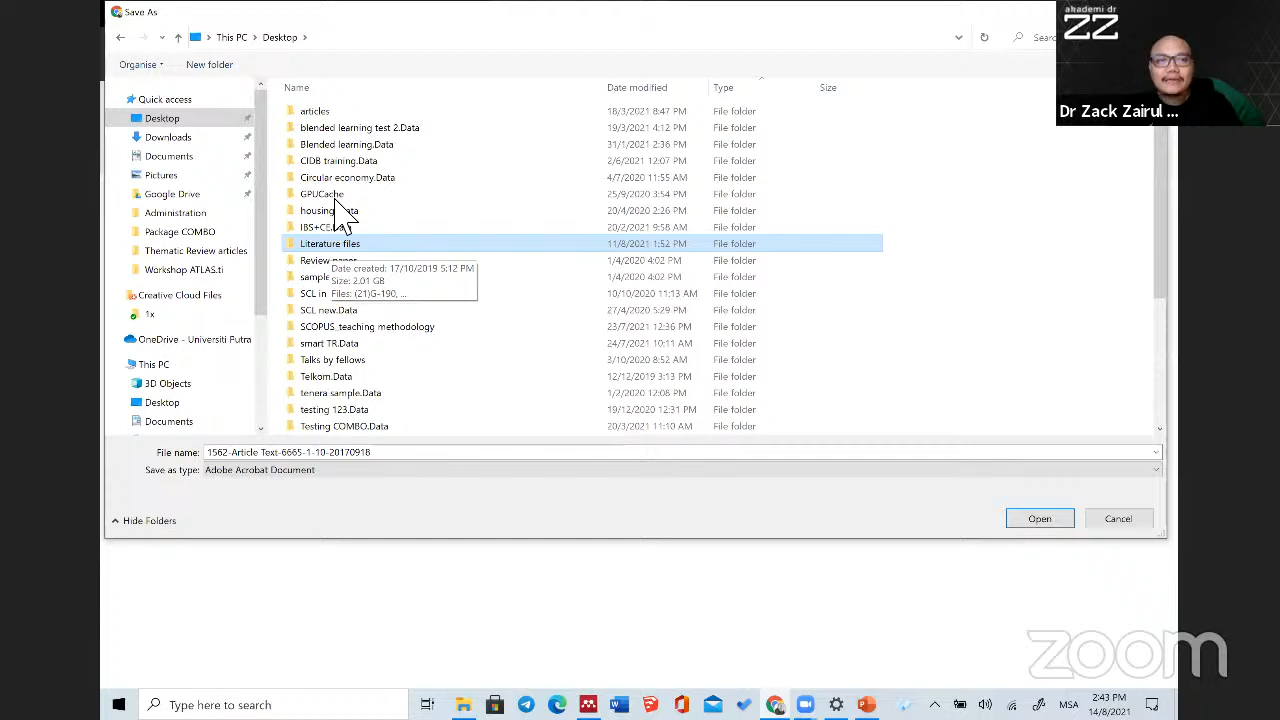 Save As
This PC
Desktop
Organise
New folder
Name
Date modified
Type
Size
Quick access
Desktop
Downloads
Documents
Pictures
Google Drive
Administration
Package COMBO
Thematic Review articles
Workshop ATLAS.ti
Creative Cloud Files
1x
OneDrive - Universiti Putra
This PC
3D Objects
Desktop
Documents
articles 18/3/2021 8:47 PM File folder
blended learning test 2.Data 19/3/2021 4:12 PM File folder
Blended learning.Data 31/1/2021 2:36 PM File folder
CIDB training.Data 2/6/2021 12:07 PM File folder
Circular economy.Data 4/7/2021 11:55 AM File folder
GPUCache 25/9/2020 3:54 PM File folder
20/4/2020 2:26 PM File folder
20/2/2021 9:58 AM File folder
Literature files 11/8/2021 1:52 PM File folder
Review 1/4/2020 4:02 PM File folder
sample 1/4/2020 4:02 PM File folder
SCL in 10/10/2020 11:13 AM File folder
Date created: 17/10/2019 5:12 PM
Size: 2.01 GB
Files: (21)G-190, ...
SCL new.Data 27/4/2020 5:29 PM File folder
SCOPUS_teaching methodology 23/7/2021 12:36 PM File folder
smart TR.Data 24/7/2021 10:11 AM File folder
Talks by fellows 3/10/2020 8:52 AM File folder
Telkom.Data 12/12/2019 3:13 PM File folder
tenera sample.Data 1/2/2020 12:08 PM File folder
testing 123.Data 19/12/2020 12:31 PM File folder
Testing COMBO.Data 20/3/2021 11:10 AM File folder
File name: 1562-Article Text-6665-1-10-20170918
Save as type: Adobe Acrobat Document
Hide Folders
Open
Cancel
akademi dr
ZZ
Dr Zack Zairul ...
zoom
Type here to search
MSA
2:43 PM
14/8/2021